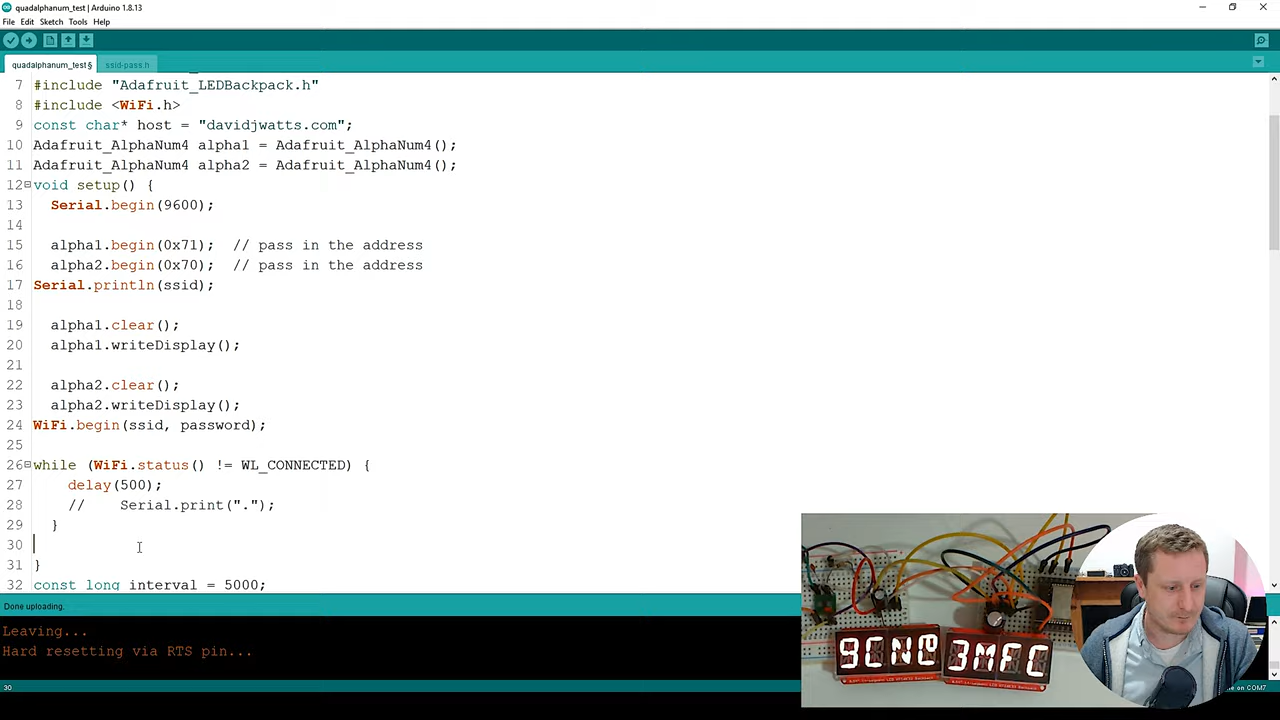 quadalphanum_test | Arduino 1.8.13
File Edit Sketch Tools Help
quadalphanum_test§ ssid-pass.h
7 #include "Adafruit_LEDBackpack.h"
8 #include <WiFi.h>
9 const char* host = "davidjwatts.com";
10 Adafruit_AlphaNum4 alpha1 = Adafruit_AlphaNum4();
11 Adafruit_AlphaNum4 alpha2 = Adafruit_AlphaNum4();
12 void setup() {
13 Serial.begin(9600);
14
15 alpha1.begin(0x71); // pass in the address
16 alpha2.begin(0x70); // pass in the address
17 Serial.println(ssid);
18
19 alpha1.clear();
20 alpha1.writeDisplay();
21
22 alpha2.clear();
23 alpha2.writeDisplay();
24 WiFi.begin(ssid, password);
25
26 while (WiFi.status() != WL_CONNECTED) {
27 delay(500);
28 // Serial.print(".");
29 }
30
31 }
32 const long interval = 5000;
Done uploading.
Leaving...
Hard resetting via RTS pin...
9CN@ 3MFC
30
on COM7